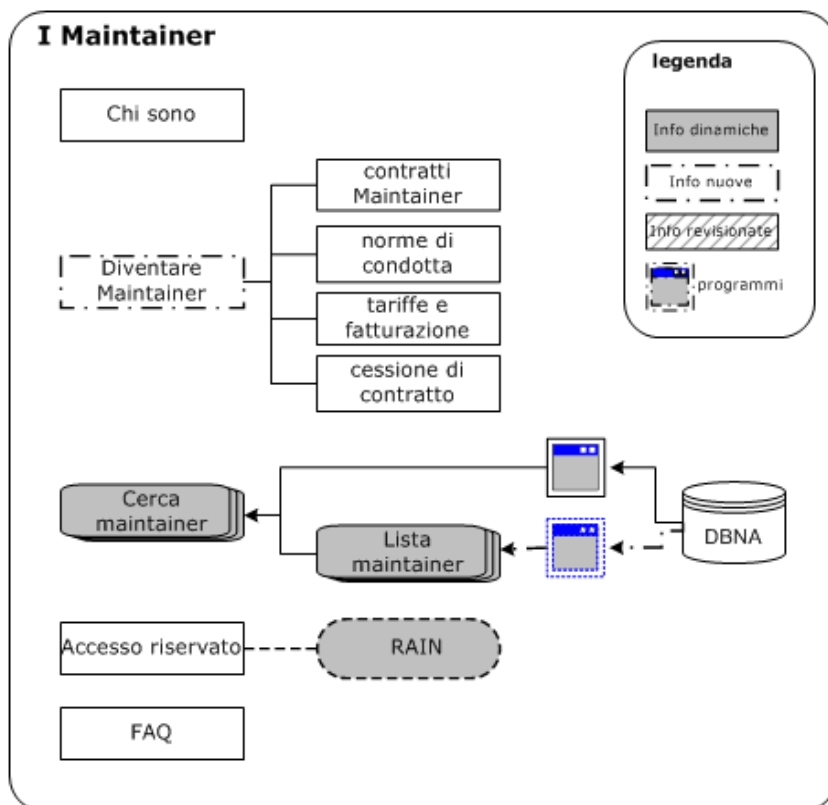 I Maintainer
legenda
Info dinamiche
Info nuove
Info revisionate
programmi
Chi sono
Diventare
Maintainer
contratti
Maintainer
norme di
condotta
tariffe e
fatturazione
cessione di
contratto
Cerca
maintainer
Lista
maintainer
DBNA
Accesso riservato
RAIN
FAQ